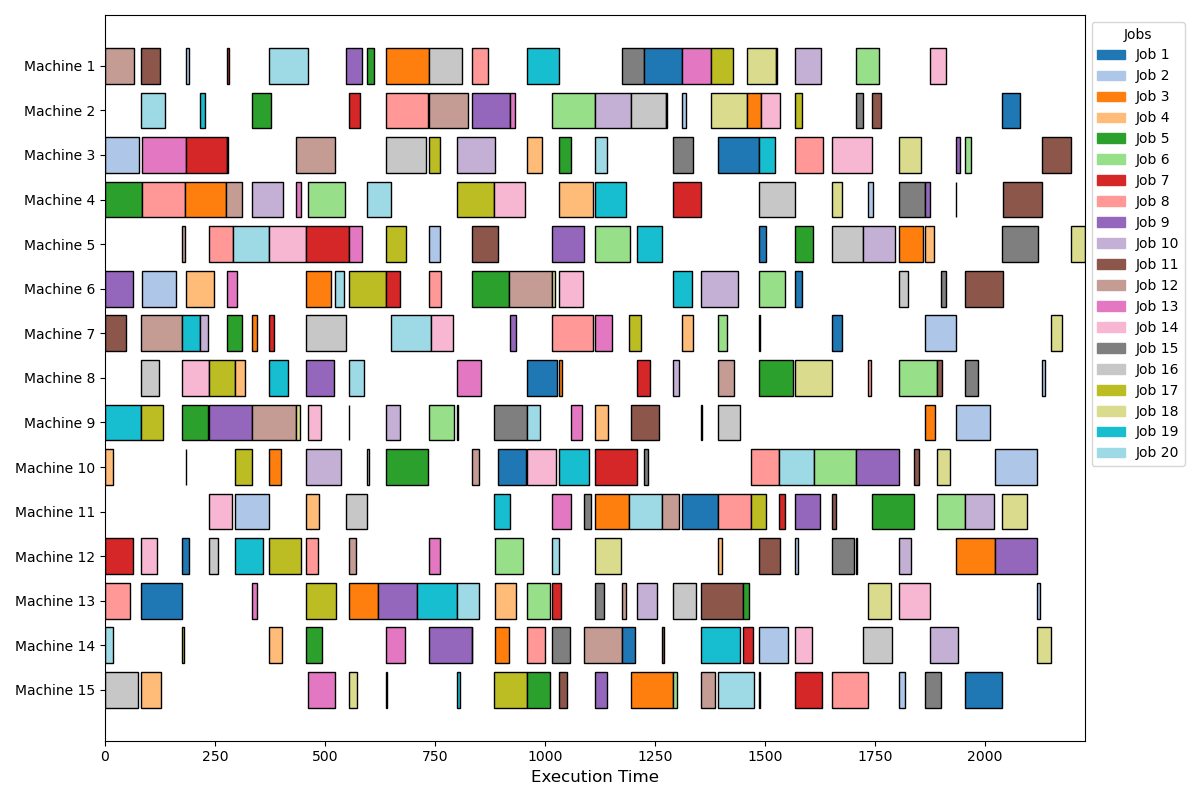 Machine 1
Machine 2
Machine 3
Machine 4
Machine 5
Machine 6
Machine 7
Machine 8
Machine 9
Machine 10
Machine 11
Machine 12
Machine 13
Machine 14
Machine 15
0 250 500 750 1000 1250 1500 1750 2000
Execution Time
Jobs
Job 1
Job 2
Job 3
Job 4
Job 5
Job 6
Job 7
Job 8
Job 9
Job 10
Job 11
Job 12
Job 13
Job 14
Job 15
Job 16
Job 17
Job 18
Job 19
Job 20